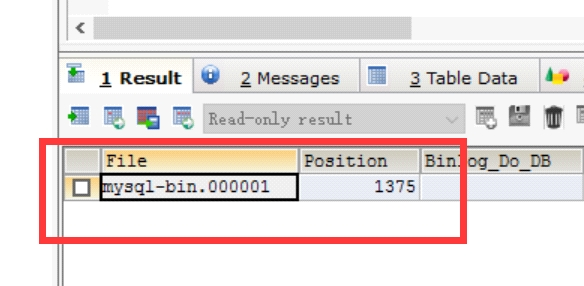 1 Result 2 Messages 3 Table Data
Read-only result
File Position Binlog_Do_DB
mysql-bin.000001 1375